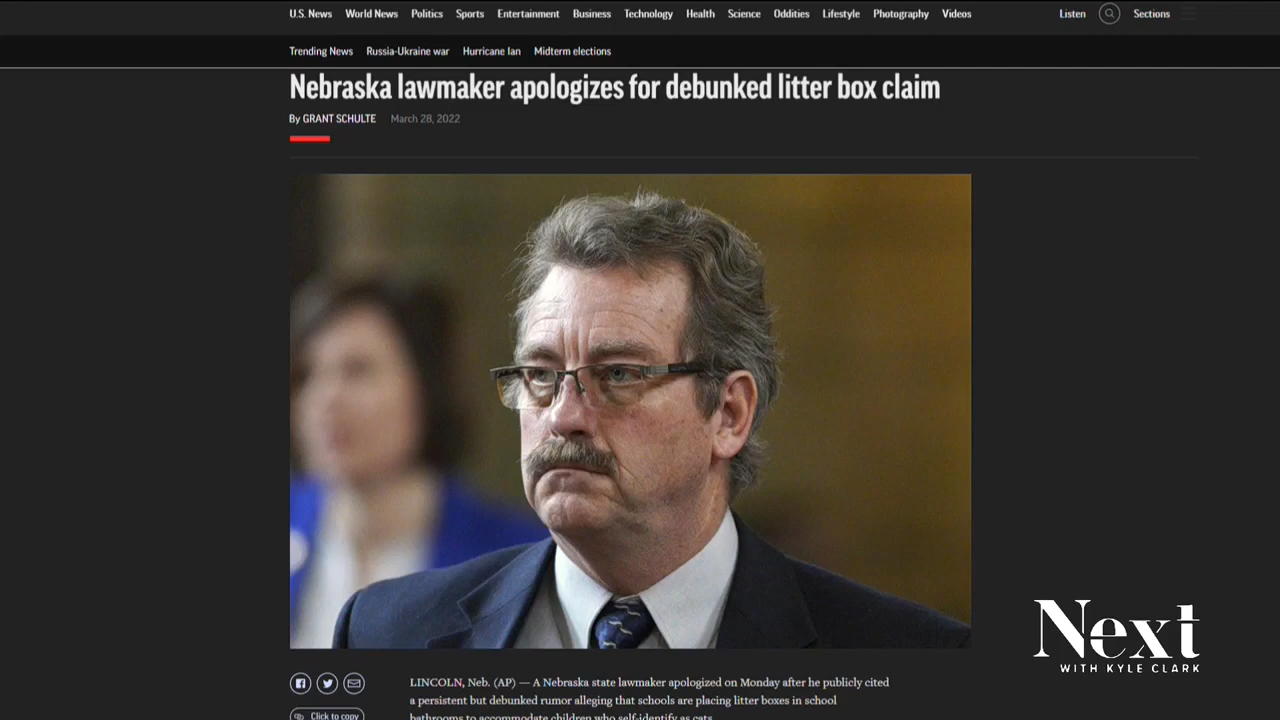 U.S. News World News Politics Sports Entertainment Business Technology Health Science Oddities Lifestyle Photography Videos Listen Sections
Trending News Russia-Ukraine war Hurricane Ian Midterm elections
Nebraska lawmaker apologizes for debunked litter box claim
By GRANT SCHULTE March 28, 2022
Next
WITH KYLE CLARK
LINCOLN, Neb. (AP) — A Nebraska state lawmaker apologized on Monday after he publicly cited
a persistent but debunked rumor alleging that schools are placing litter boxes in school
Click to copy
bathrooms to accommodate children who self-identify as cats.